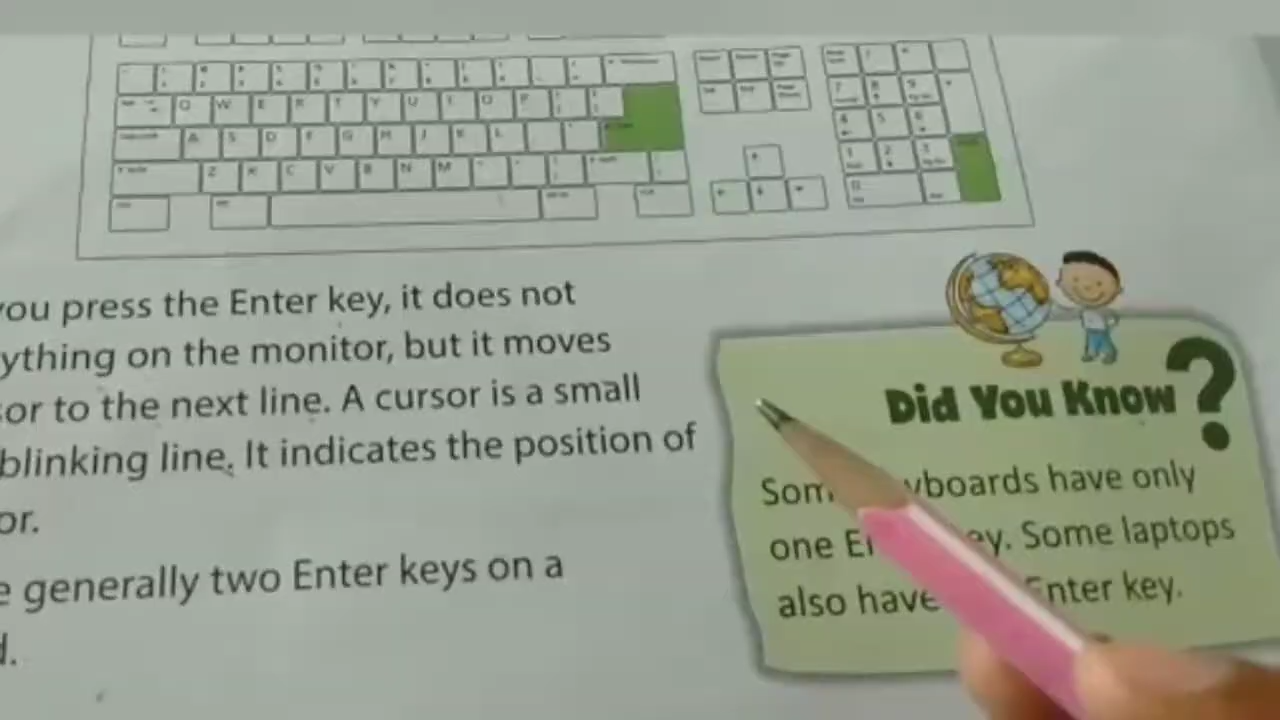 Q W E R T Y U I O P
A S D F G H J K L
Z X C V B N M
you press the Enter key, it does not
ything on the monitor, but it moves
sor to the next line. A cursor is a small
blinking line. It indicates the position of
or.
e generally two Enter keys on a
d.
Did You Know?
boards have only
one ey. Some laptops
also have Enter key.